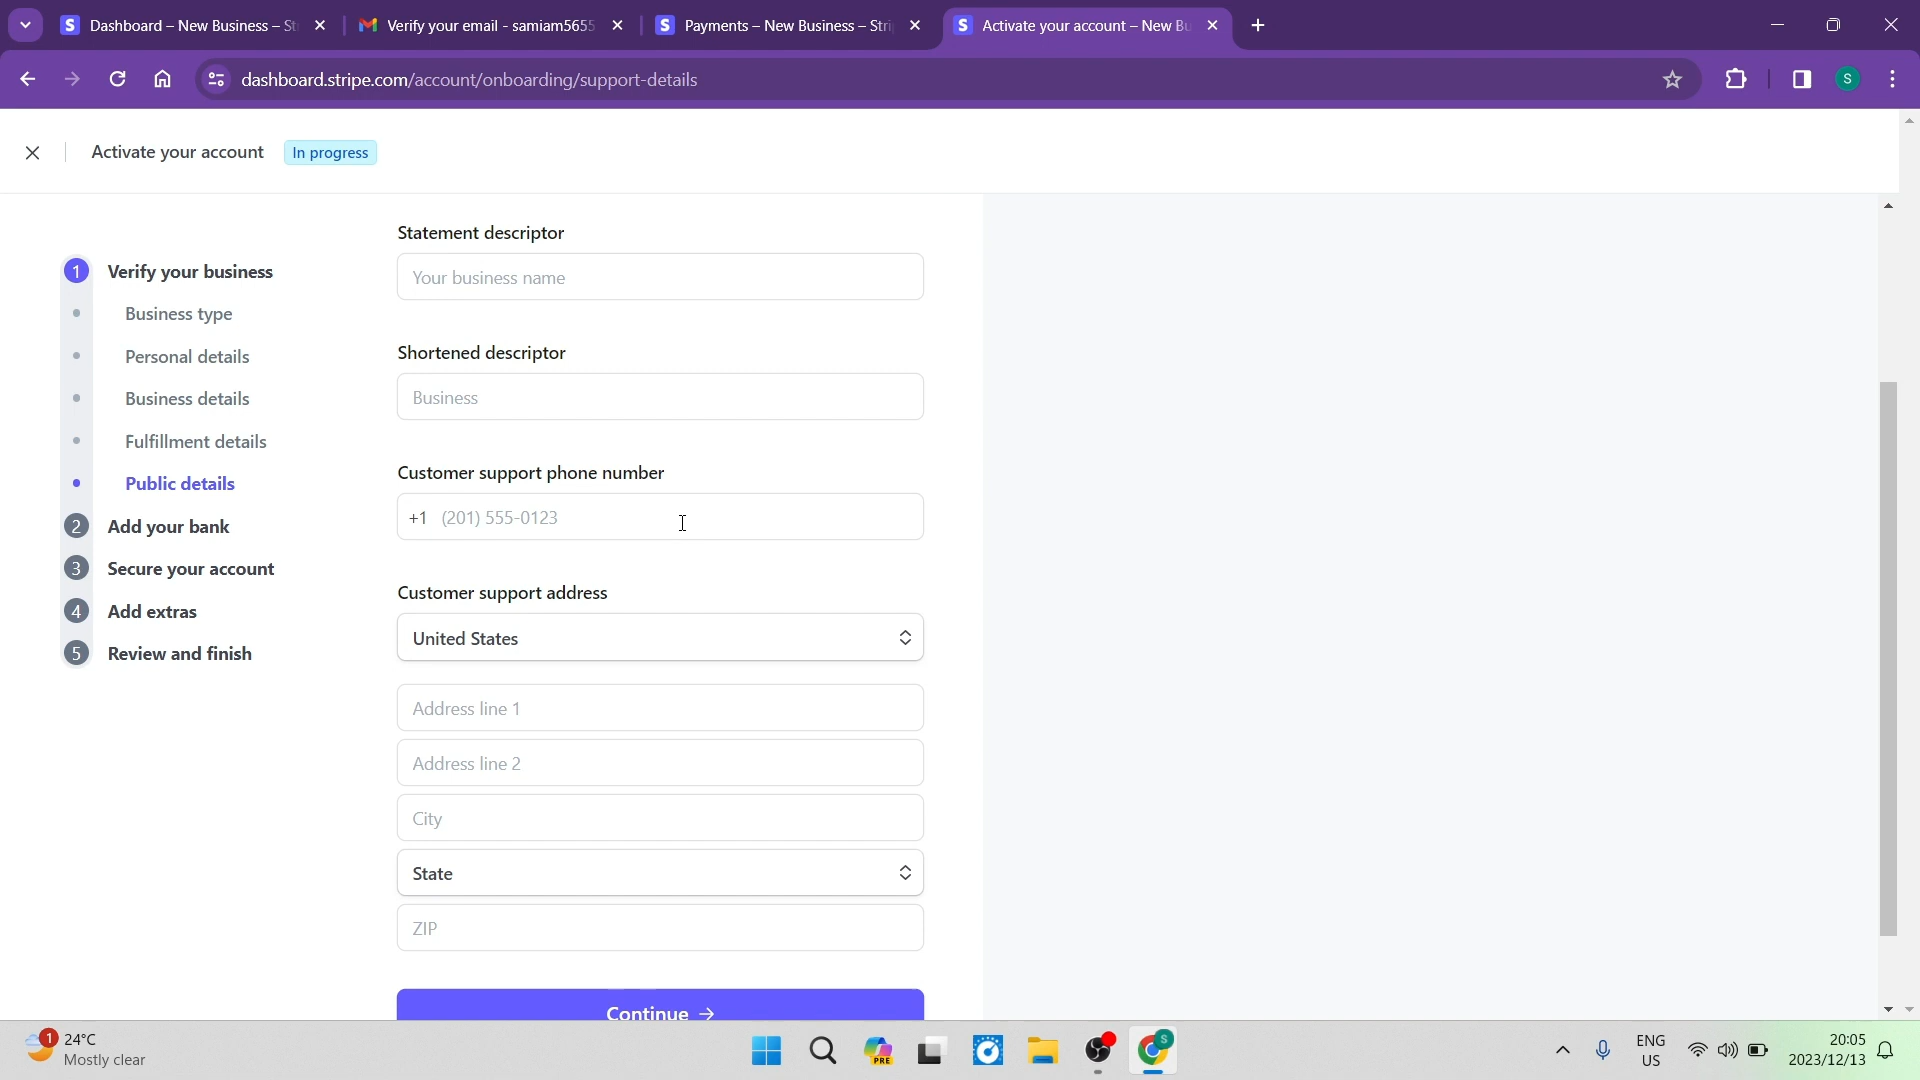 Dashboard – New Business – St
Verify your email - samiam5655
Payments – New Business – Stri
Activate your account – New Bu
dashboard.stripe.com/account/onboarding/support-details
S
Activate your account
In progress
1 Verify your business
Business type
Personal details
Business details
Fulfillment details
Public details
2 Add your bank
3 Secure your account
4 Add extras
5 Review and finish
Statement descriptor
Your business name
Shortened descriptor
Business
Customer support phone number
+1 (201) 555-0123
Customer support address
United States
Address line 1
Address line 2
City
State
ZIP
Continue →
1
24°C
Mostly clear
PRE
S
ENG
US
20:05
2023/12/13